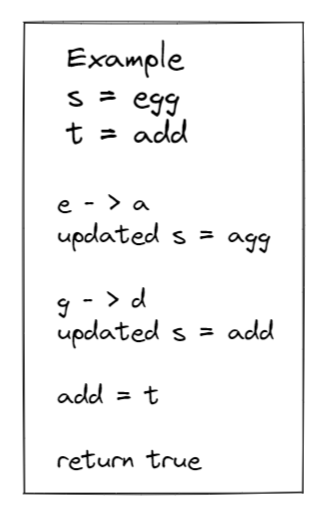 Example
s = egg
t = add
e -> a
updated s = agg
g -> d
updated s = add
add = t
return true